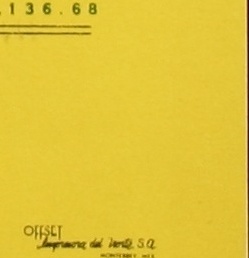 136.68
OFFSET
Impresora del Norte, S.A.
MONTERREY, MEX.